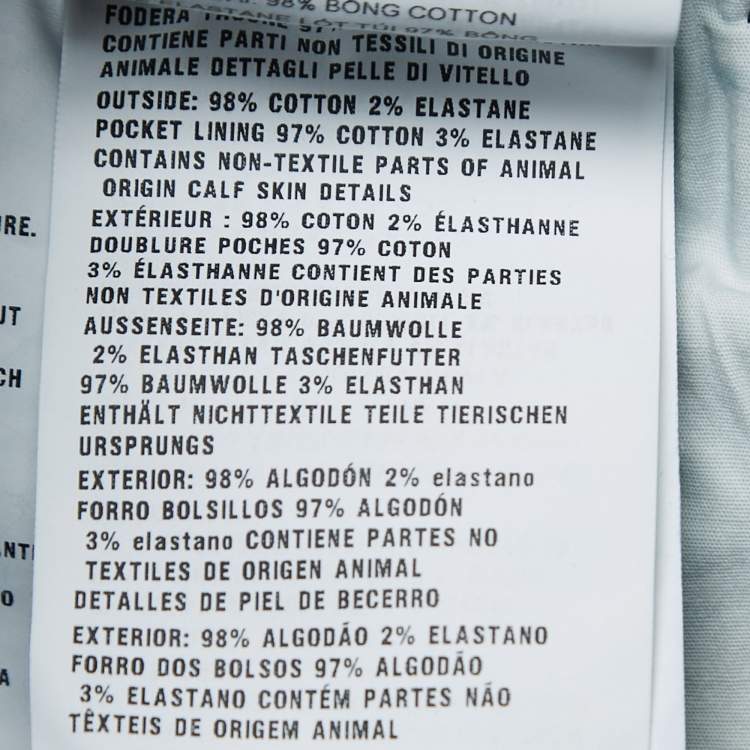 98% BÔNG COTTON
FODERA
CONTIENE PARTI NON TESSILI DI ORIGINE
ANIMALE DETTAGLI PELLE DI VITELLO
OUTSIDE: 98% COTTON 2% ELASTANE
POCKET LINING 97% COTTON 3% ELASTANE
CONTAINS NON-TEXTILE PARTS OF ANIMAL
ORIGIN CALF SKIN DETAILS
EXTÉRIEUR : 98% COTON 2% ÉLASTHANNE
DOUBLURE POCHES 97% COTON
3% ÉLASTHANNE CONTIENT DES PARTIES
NON TEXTILES D'ORIGINE ANIMALE
AUSSENSEITE: 98% BAUMWOLLE
2% ELASTHAN TASCHENFUTTER
97% BAUMWOLLE 3% ELASTHAN
ENTHÄLT NICHTTEXTILE TEILE TIERISCHEN
URSPRUNGS
EXTERIOR: 98% ALGODÓN 2% elastano
FORRO BOLSILLOS 97% ALGODÓN
3% elastano CONTIENE PARTES NO
TEXTILES DE ORIGEN ANIMAL
DETALLES DE PIEL DE BECERRO
EXTERIOR: 98% ALGODÃO 2% ELASTANO
FORRO DOS BOLSOS 97% ALGODÃO
3% ELASTANO CONTÉM PARTES NÃO
TÊXTEIS DE ORIGEM ANIMAL